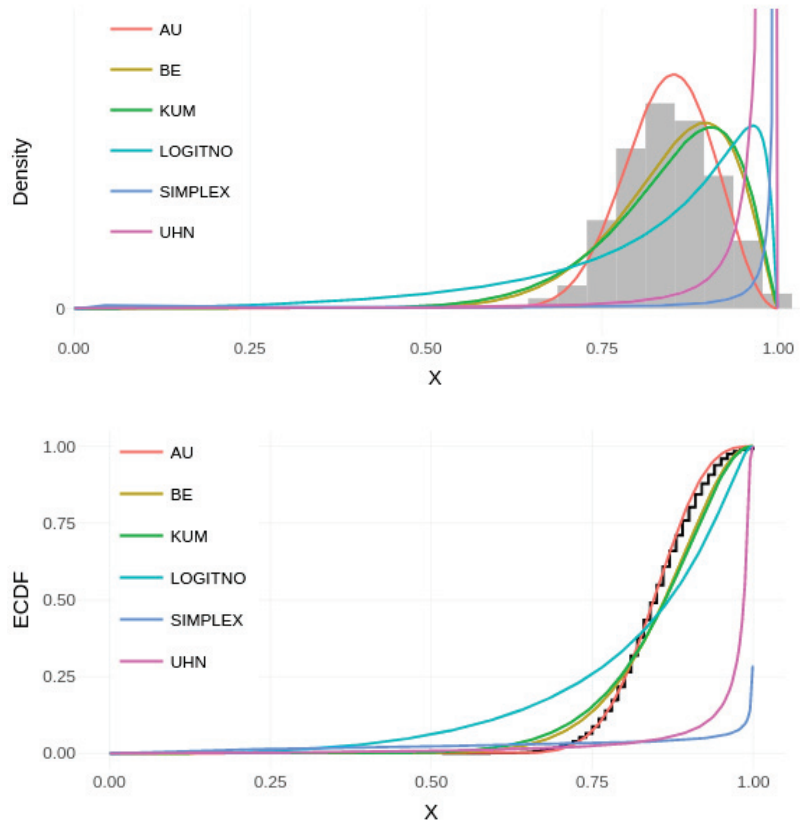 AU
BE
KUM
LOGITNO
SIMPLEX
UHN
Density
0
0.00 0.25 0.50 0.75 1.00
X
1.00
0.75
0.50
0.25
0.00
ECDF
AU
BE
KUM
LOGITNO
SIMPLEX
UHN
0.00 0.25 0.50 0.75 1.00
X